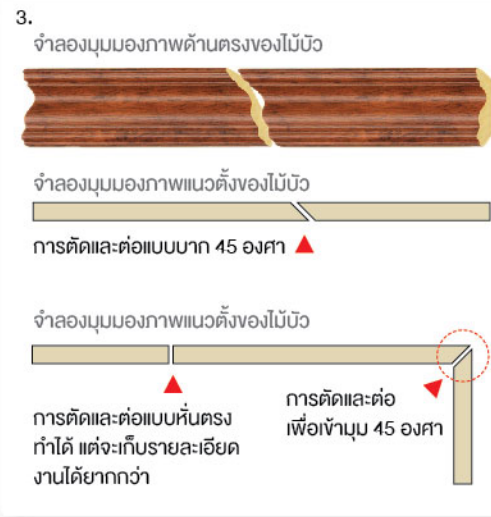 3.
จำลองมุมมองภาพด้านตรงของไม้บัว
จำลองมุมมองภาพแนวตั้งของไม้บัว
การตัดและต่อแบบบาก 45 องศา
จำลองมุมมองภาพแนวตั้งของไม้บัว
การตัดและต่อแบบหั่นตรง
ทำได้ แต่จะเก็บรายละเอียด
งานได้ยากกว่า
การตัดและต่อ
เพื่อเข้ามุม 45 องศา